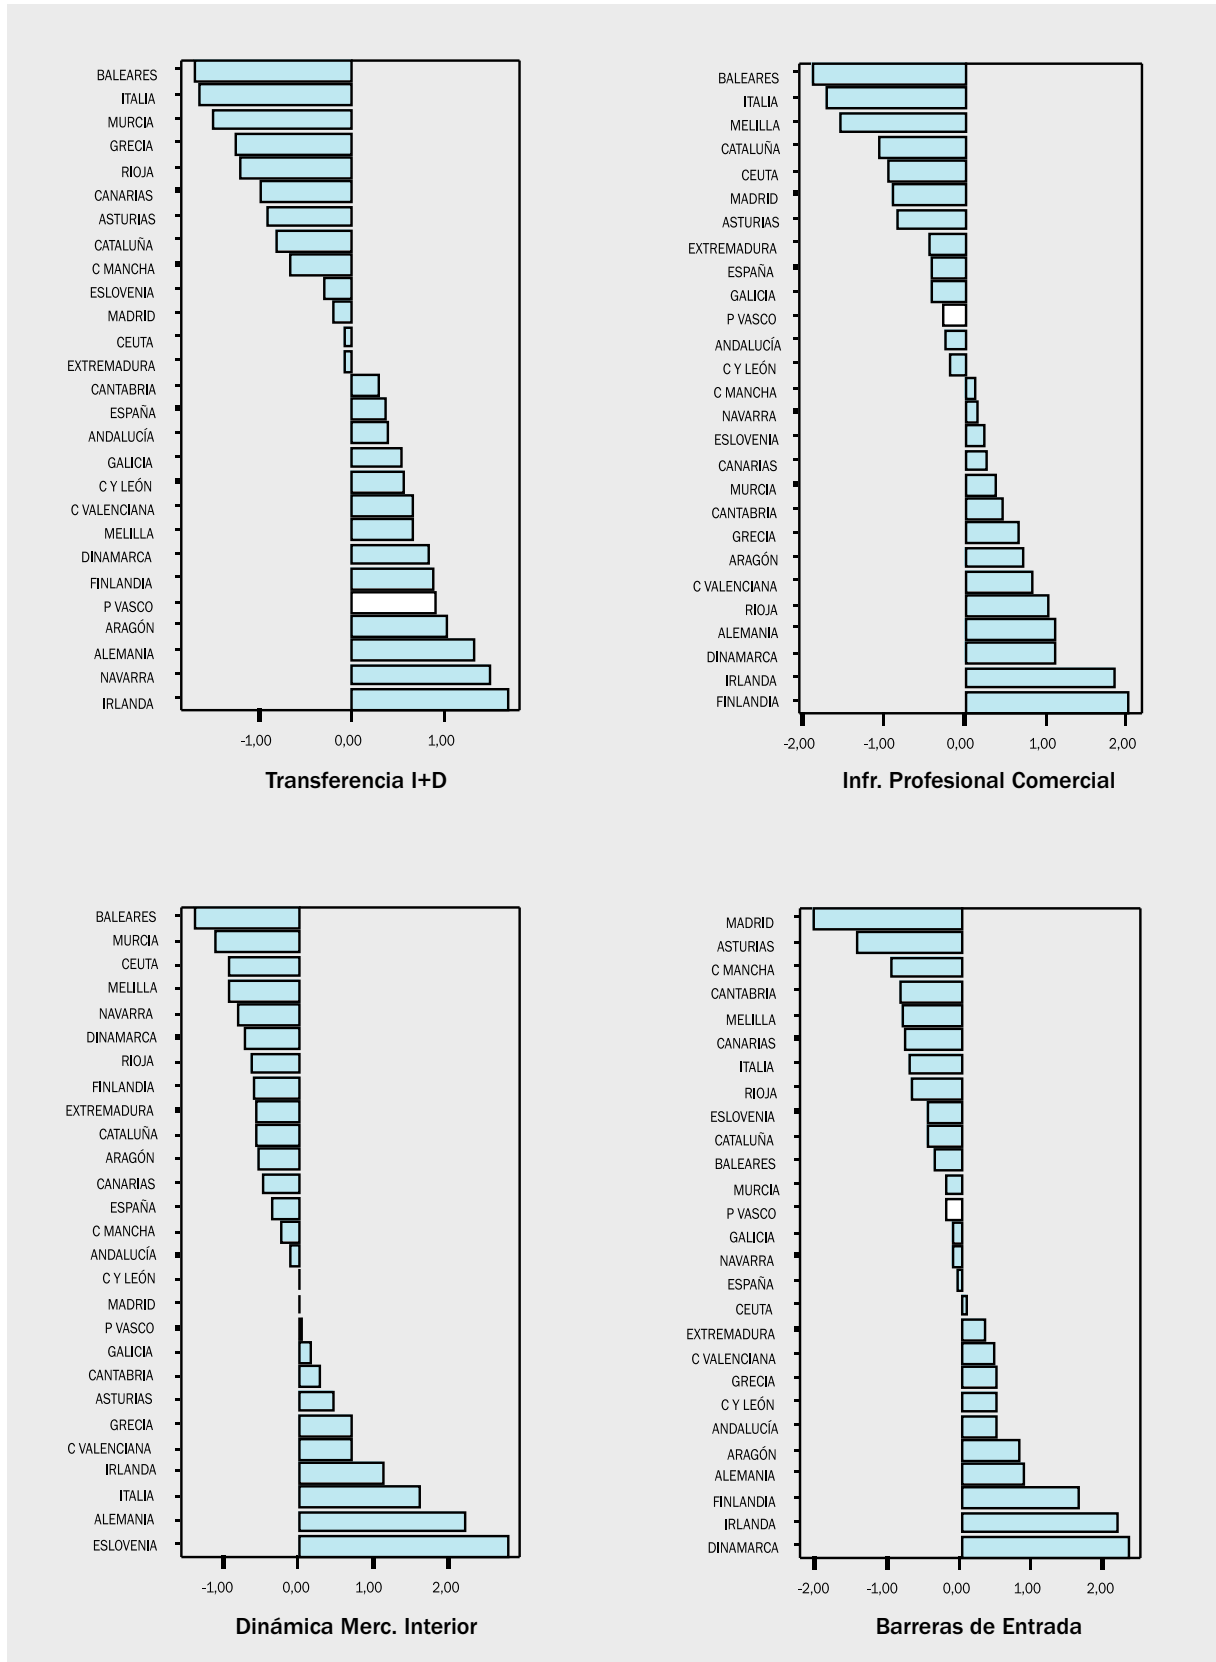 BALEARES
ITALIA
MURCIA
GRECIA
RIOJA
CANARIAS
ASTURIAS
CATALUÑA
C MANCHA
ESLOVENIA
MADRID
CEUTA
EXTREMADURA
CANTABRIA
ESPAÑA
ANDALUCÍA
GALICIA
C Y LEÓN
C VALENCIANA
MELILLA
DINAMARCA
FINLANDIA
P VASCO
ARAGÓN
ALEMANIA
NAVARRA
IRLANDA
-1,00 0,00 1,00
Transferencia I+D
BALEARES
ITALIA
MELILLA
CATALUÑA
CEUTA
MADRID
ASTURIAS
EXTREMADURA
ESPAÑA
GALICIA
P VASCO
ANDALUCÍA
C Y LEÓN
C MANCHA
NAVARRA
ESLOVENIA
CANARIAS
MURCIA
CANTABRIA
GRECIA
ARAGÓN
C VALENCIANA
RIOJA
ALEMANIA
DINAMARCA
IRLANDA
FINLANDIA
-2,00 -1,00 0,00 1,00 2,00
Infr. Profesional Comercial
BALEARES
MURCIA
CEUTA
MELILLA
NAVARRA
DINAMARCA
RIOJA
FINLANDIA
EXTREMADURA
CATALUÑA
ARAGÓN
CANARIAS
ESPAÑA
C MANCHA
ANDALUCÍA
C Y LEÓN
MADRID
P VASCO
GALICIA
CANTABRIA
ASTURIAS
GRECIA
C VALENCIANA
IRLANDA
ITALIA
ALEMANIA
ESLOVENIA
-1,00 0,00 1,00 2,00
Dinámica Merc. Interior
MADRID
ASTURIAS
C MANCHA
CANTABRIA
MELILLA
CANARIAS
ITALIA
RIOJA
ESLOVENIA
CATALUÑA
BALEARES
MURCIA
P VASCO
GALICIA
NAVARRA
ESPAÑA
CEUTA
EXTREMADURA
C VALENCIANA
GRECIA
C Y LEÓN
ANDALUCÍA
ARAGÓN
ALEMANIA
FINLANDIA
IRLANDA
DINAMARCA
-2,00 -1,00 0,00 1,00 2,00
Barreras de Entrada